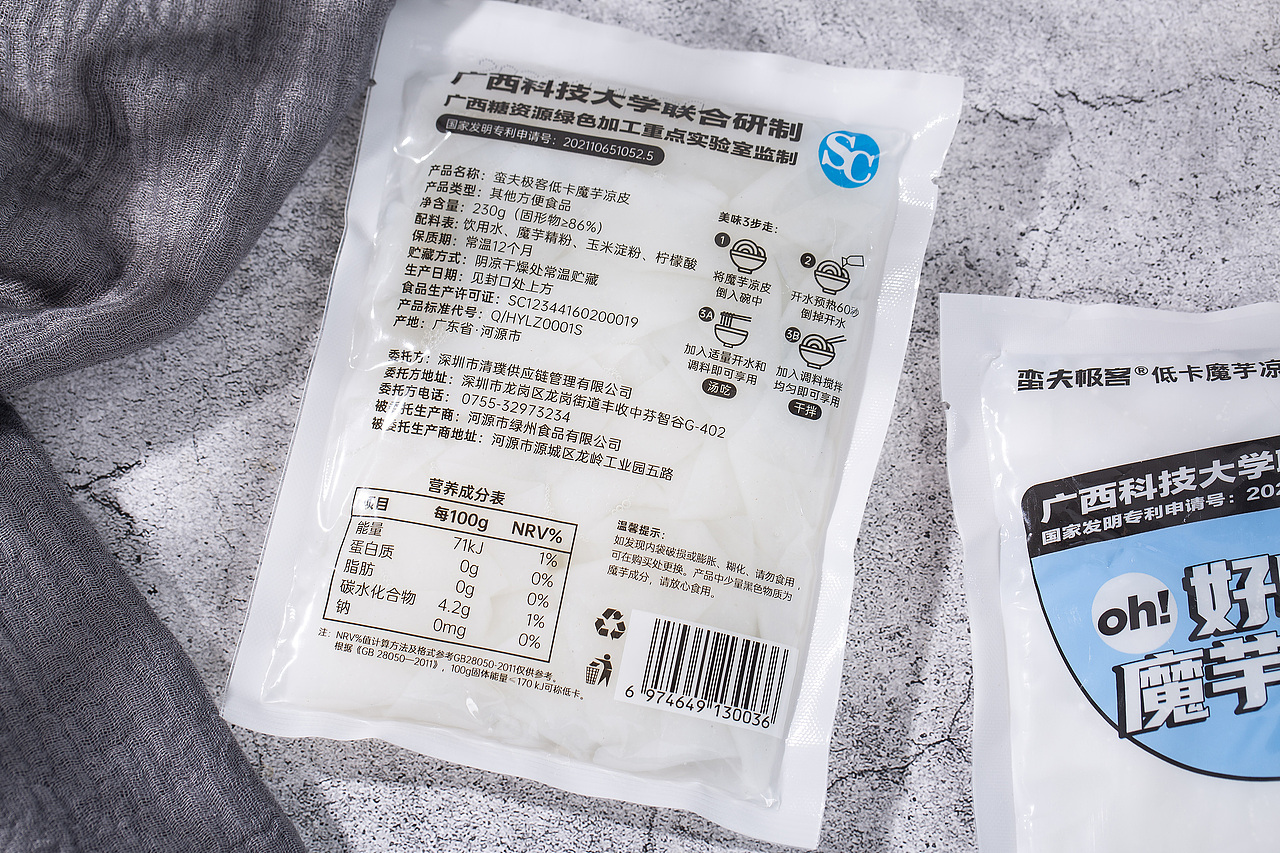 广西科技大学联合研制
广西糖资源绿色加工重点实验室监制
国家发明专利申请号：202110651052.5
SC
产品名称：蛮夫极客低卡魔芋凉皮
产品类型：其他方便食品
净含量：230g（固形物≥86%）
配料表：饮用水、魔芋精粉、玉米淀粉、柠檬酸
保质期：常温12个月
贮藏方式：阴凉干燥处常温贮藏
生产日期：见封口处上方
食品生产许可证：SC12344160200019
产品标准代号：Q/HYLZ0001S
产地：广东省·河源市
委托方：深圳市清璞供应链管理有限公司
委托方地址：深圳市龙岗区龙岗街道丰收中芬智谷G-402
委托方电话：0755-32973234
被委托生产商：河源市绿州食品有限公司
被委托生产商地址：河源市源城区龙岭工业园五路
美味3步走：
1
将魔芋凉皮
倒入碗中
2
开水预热60秒
倒掉开水
3A
加入适量开水和
调料即可享用
汤吃
3B
加入调料搅拌
均匀即可享用
干拌
营养成分表
项目 每100g NRV%
能量 71kJ 1%
蛋白质 0g 0%
脂肪 0g 0%
碳水化合物 4.2g 1%
钠 0mg 0%
注：NRV%值计算方法及格式参考GB28050-2011仅供参考。
根据《GB 28050—2011》，100g固体能量≤170 kJ可称低卡。
温馨提示：
如发现内袋破损或膨胀、糊化，请勿食用，
可在购买处更换。产品中少量黑色物质为
魔芋成分，请放心食用。
6 974649 130036
蛮夫极客®低卡魔芋凉
广西科技大学
国家发明专利申请号：202
oh!
好
魔芋